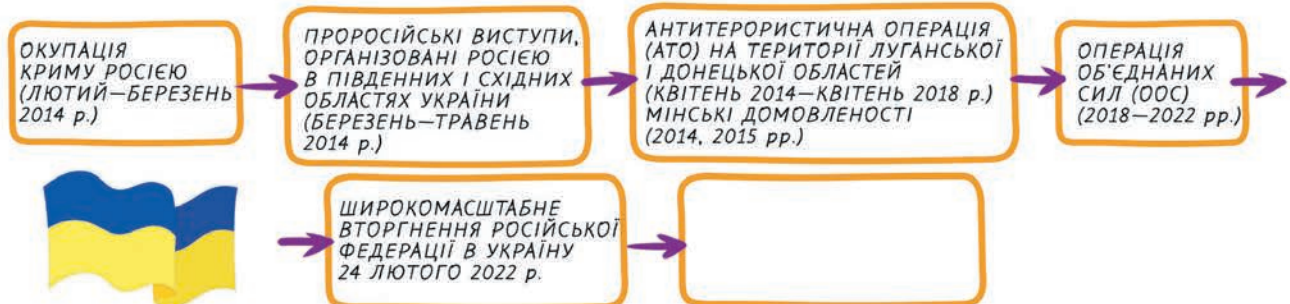 ОКУПАЦІЯ
КРИМУ РОСІЄЮ
(ЛЮТИЙ—БЕРЕЗЕНЬ
2014 р.)
ПРОРОСІЙСЬКІ ВИСТУПИ,
ОРГАНІЗОВАНІ РОСІЄЮ
В ПІВДЕННИХ І СХІДНИХ
ОБЛАСТЯХ УКРАЇНИ
(БЕРЕЗЕНЬ—ТРАВЕНЬ
2014 р.)
АНТИТЕРОРИСТИЧНА ОПЕРАЦІЯ
(АТО) НА ТЕРИТОРІЇ ЛУГАНСЬКОЇ
І ДОНЕЦЬКОЇ ОБЛАСТЕЙ
(КВІТЕНЬ 2014—КВІТЕНЬ 2018 р.)
МІНСЬКІ ДОМОВЛЕНОСТІ
(2014, 2015 рр.)
ОПЕРАЦІЯ
ОБ'ЄДНАНИХ
СИЛ (ООС)
(2018—2022 рр.)
ШИРОКОМАСШТАБНЕ
ВТОРГНЕННЯ РОСІЙСЬКОЇ
ФЕДЕРАЦІЇ В УКРАЇНУ
24 ЛЮТОГО 2022 р.